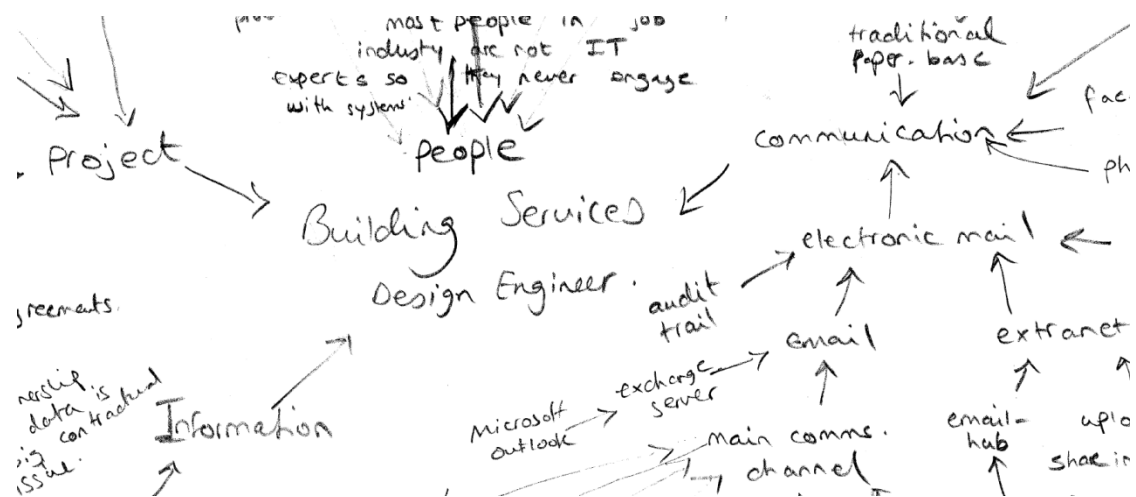 most people in job
industry are not IT
experts so they never engage
with systems
traditional
paper. base
Project
people
communication
Building Services
Design Engineer.
electronic mail
audit
trail
email
extranet
exchange
server
Microsoft
outlook
main comms.
channel
email-
hub
Information
data is
contractual